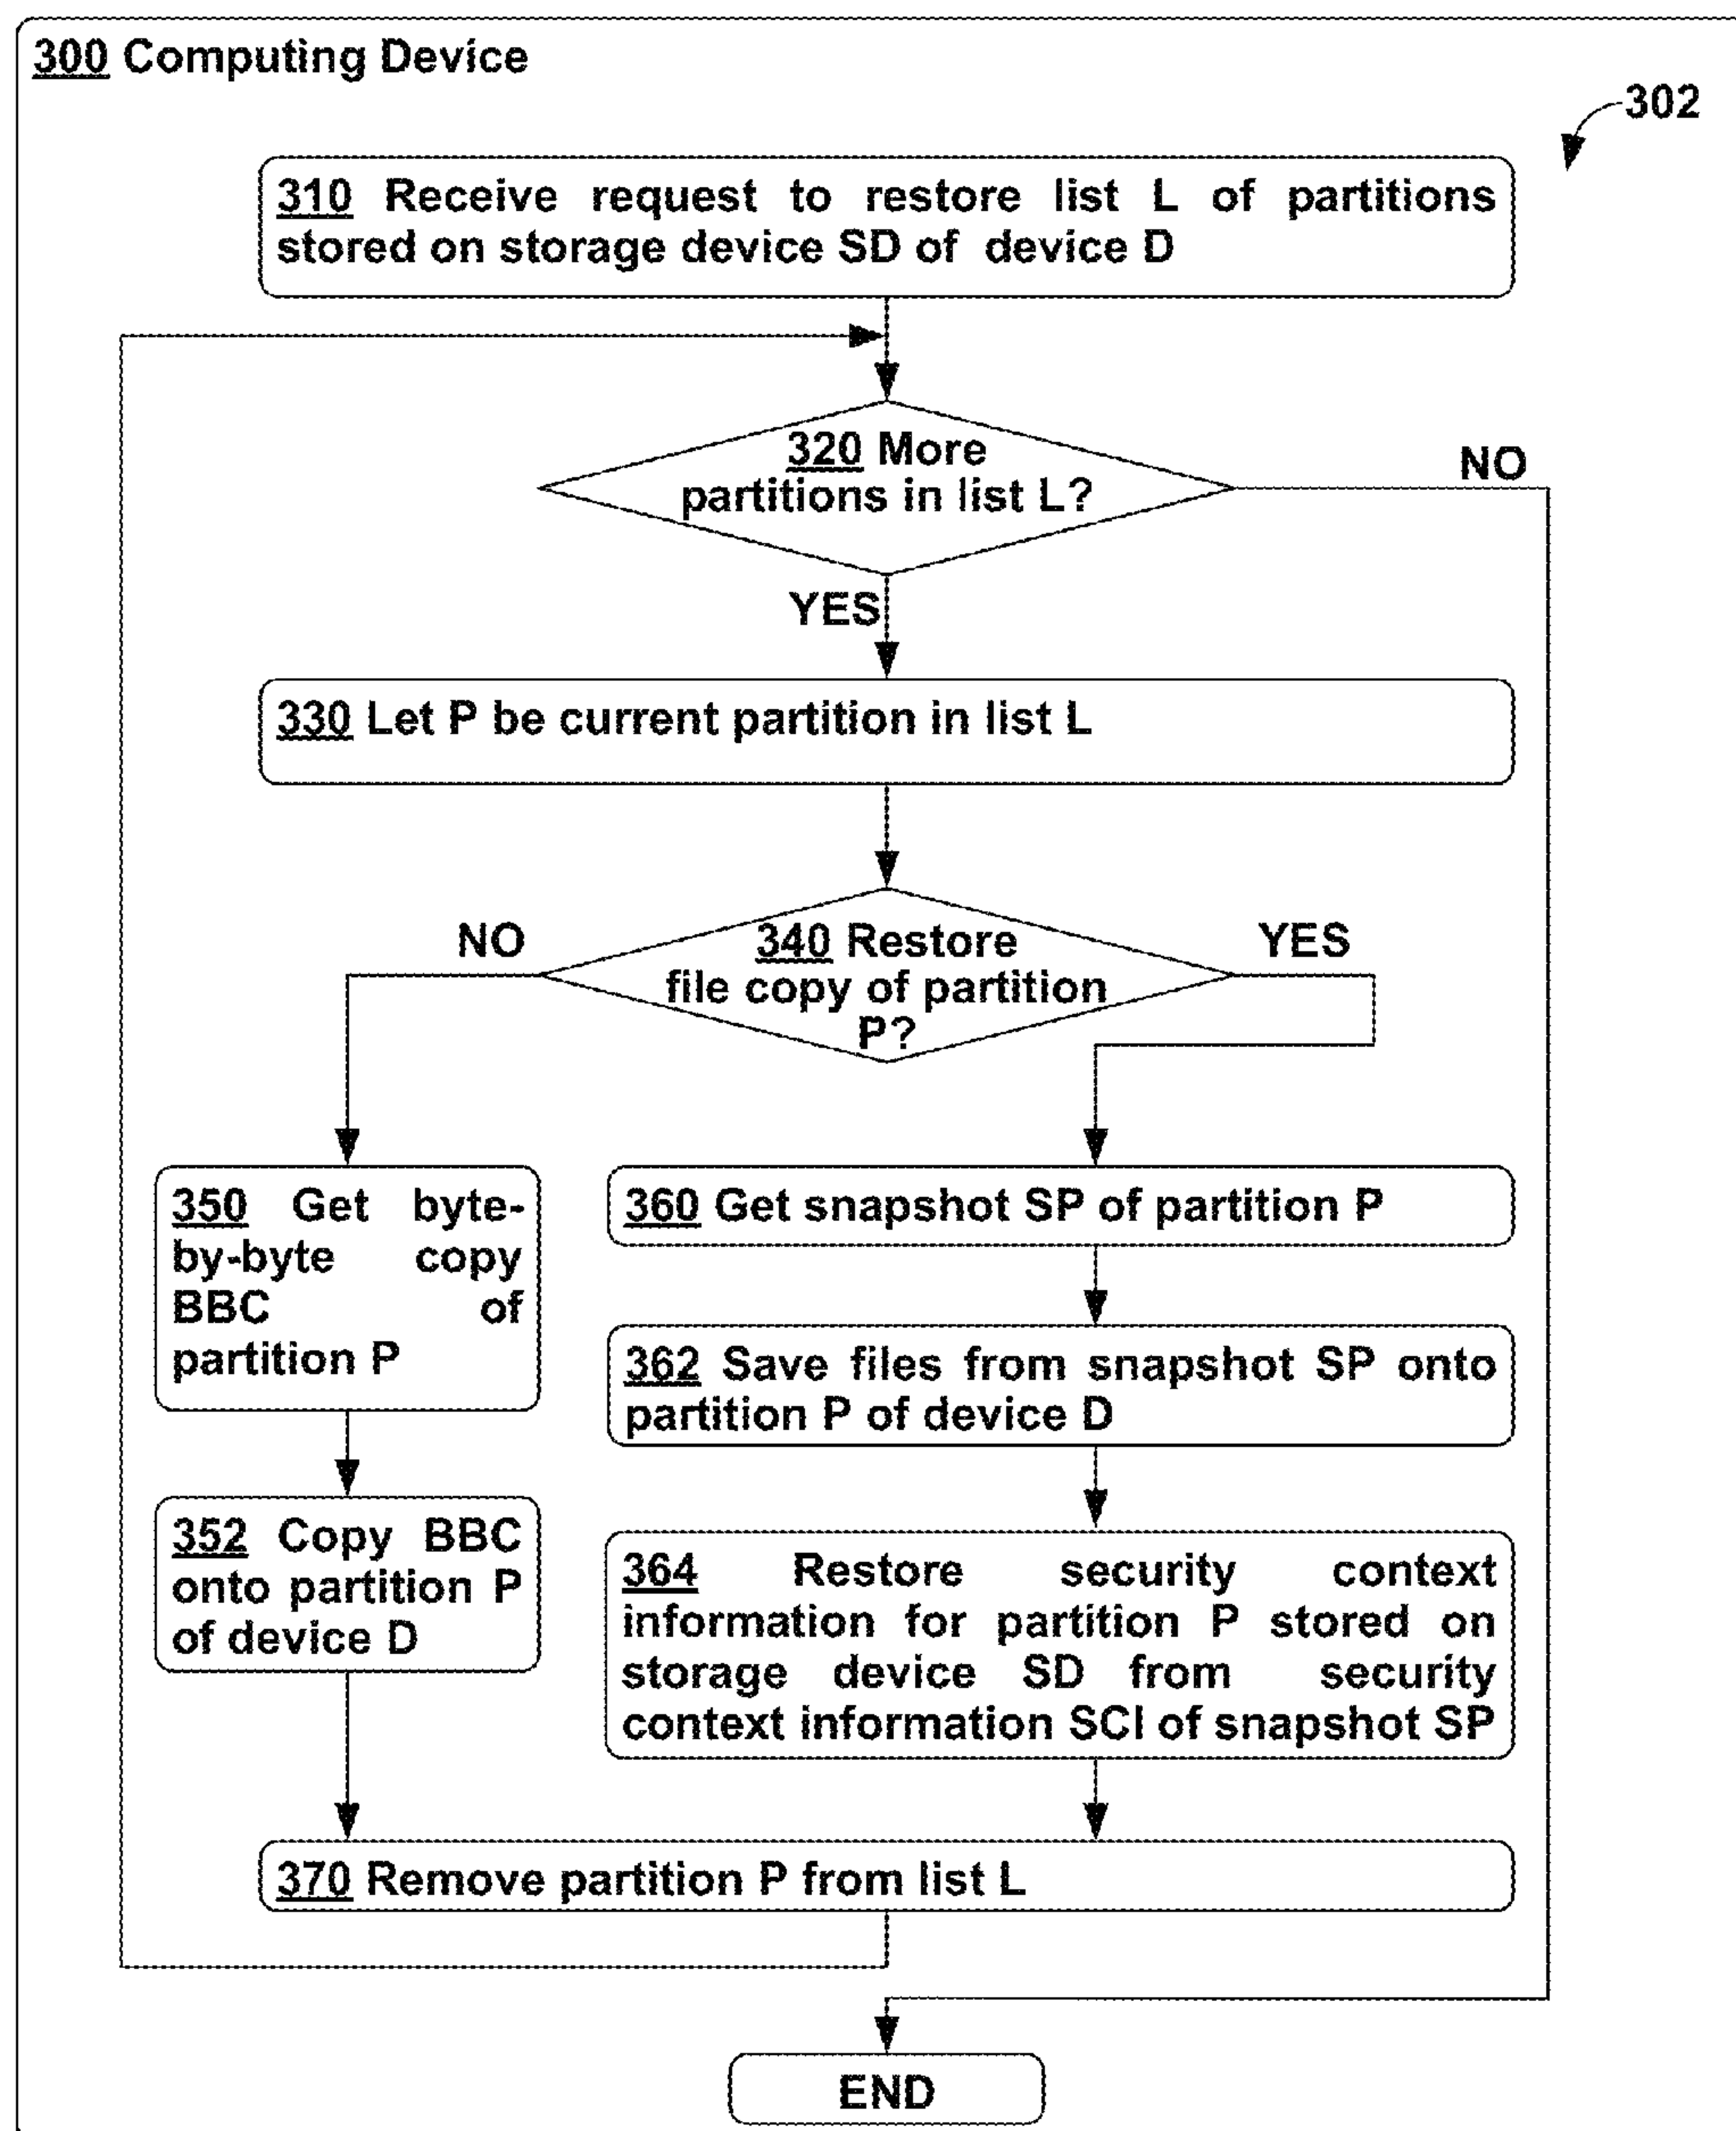 300 Computing Device
302
310 Receive request to restore list L of partitions
stored on storage device SD of device D
320 More
partitions in list L?
NO
YES
330 Let P be current partition in list L
NO
340 Restore
file copy of partition
P?
YES
350 Get byte-
by-byte copy
BBC of
partition P
360 Get snapshot SP of partition P
362 Save files from snapshot SP onto
partition P of device D
352 Copy BBC
onto partition P
of device D
364 Restore security context
information for partition P stored on
storage device SD from security
context information SCI of snapshot SP
370 Remove partition P from list L
END